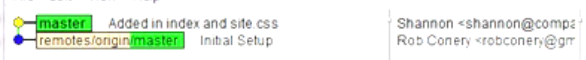 master Added in index and site.css Shannon <shannon@compa
remotes/origin/master Initial Setup Rob Conery <robconery@gm